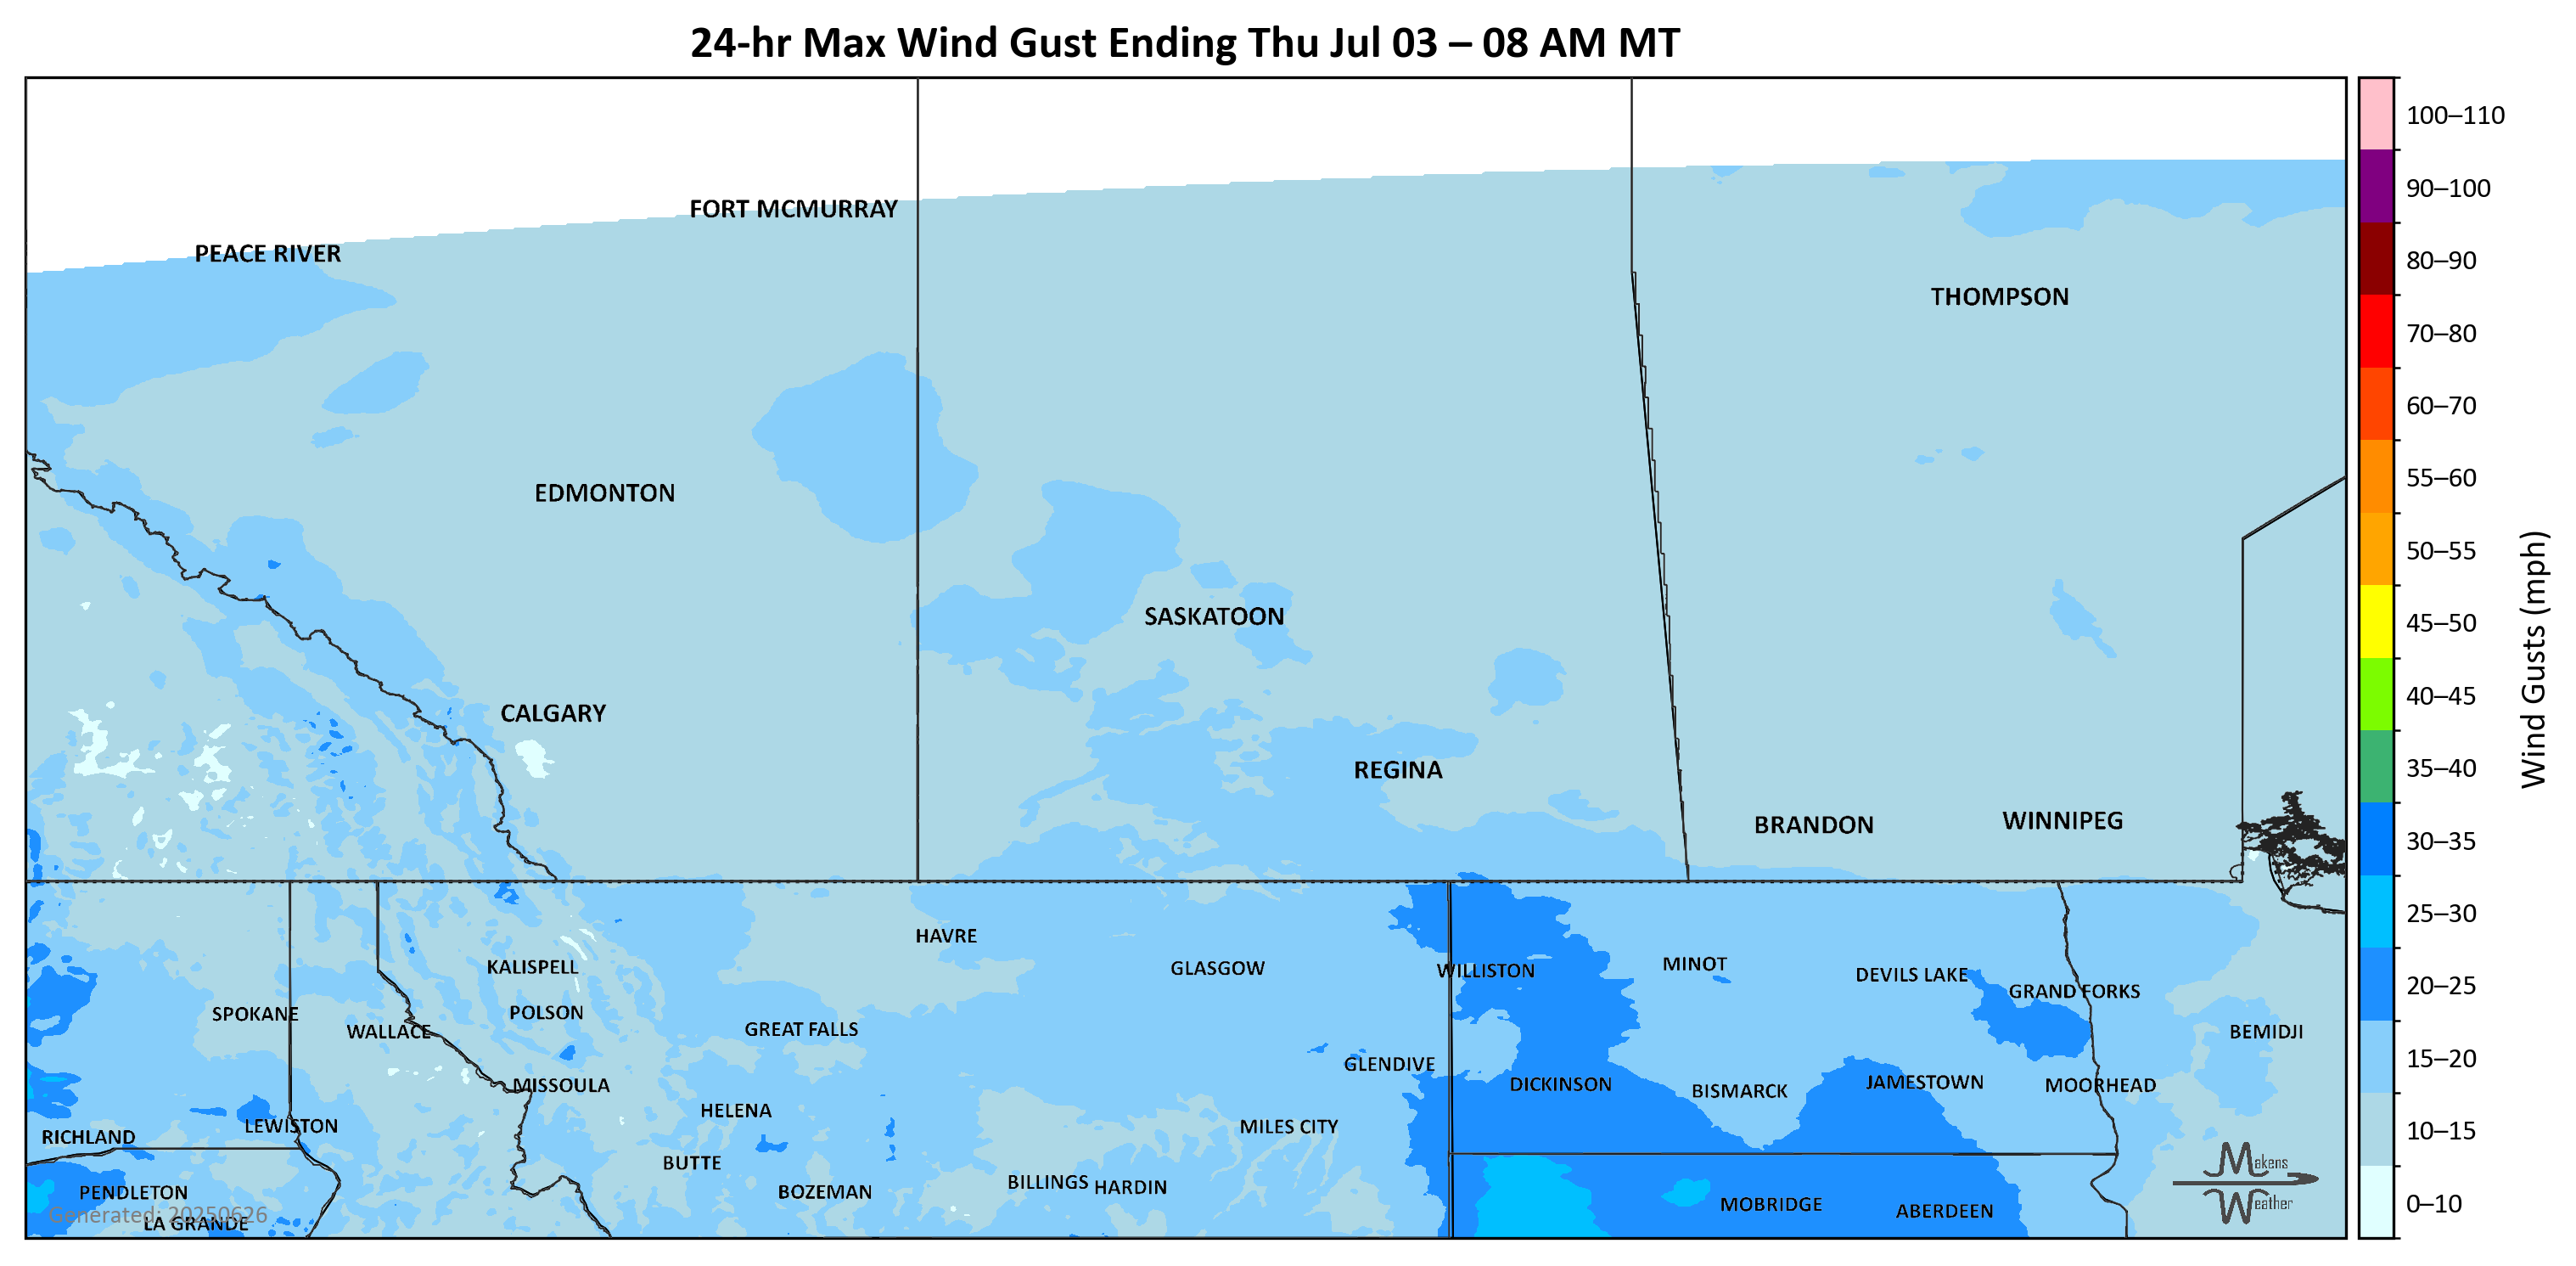 24-hr Max Wind Gust Ending Thu Jul 03 – 08 AM MT
100–110
90–100
80–90
70–80
60–70
55–60
50–55
45–50
40–45
35–40
30–35
25–30
20–25
15–20
10–15
0–10
Wind Gusts (mph)
FORT MCMURRAY
PEACE RIVER
THOMPSON
EDMONTON
SASKATOON
CALGARY
REGINA
BRANDON
WINNIPEG
HAVRE
KALISPELL
GLASGOW
WILLISTON
MINOT
DEVILS LAKE
GRAND FORKS
SPOKANE
POLSON
WALLACE
GREAT FALLS
BEMIDJI
GLENDIVE
MISSOULA
DICKINSON
BISMARCK
JAMESTOWN
MOORHEAD
HELENA
LEWISTON
MILES CITY
RICHLAND
BUTTE
PENDLETON
BOZEMAN
BILLINGS
HARDIN
MOBRIDGE
ABERDEEN
LA GRANDE
Generated: 20250626
Makens
Weather